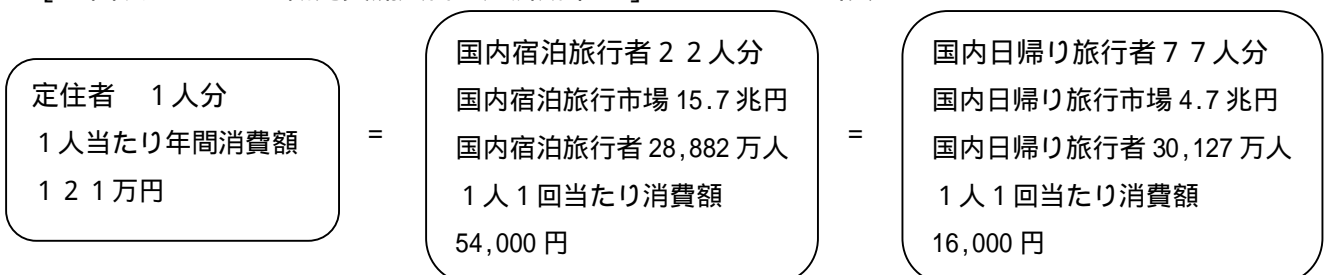 定住者　１人分
１人当たり年間消費額
１２１万円
=
国内宿泊旅行者２２人分
国内宿泊旅行市場 15.7 兆円
国内宿泊旅行者 28,882 万人
１人１回当たり消費額
54,000 円
=
国内日帰り旅行者７７人分
国内日帰り旅行市場 4.7 兆円
国内日帰り旅行者 30,127 万人
１人１回当たり消費額
16,000 円